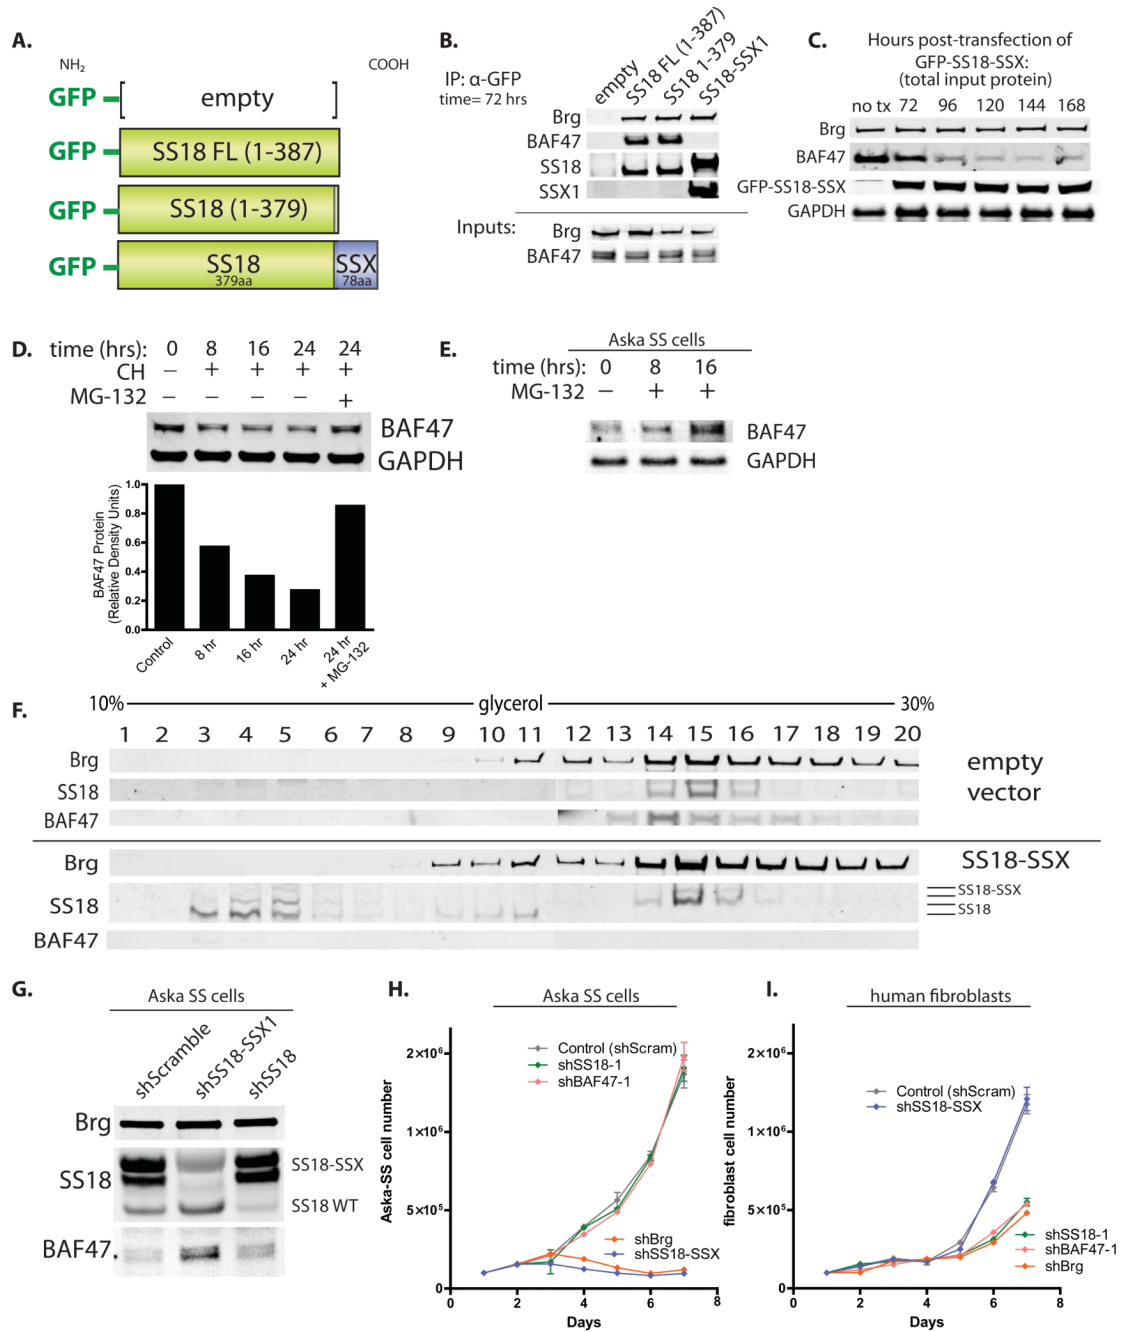 A.
NH₂ COOH
GFP empty
GFP SS18 FL (1-387)
GFP SS18 (1-379)
GFP SS18 SSX
379aa 78aa
B.
IP: α-GFP
time= 72 hrs
empty
SS18 FL (1-387)
SS18 1-379
SS18-SSX1
Brg
BAF47
SS18
SSX1
Inputs: Brg
BAF47
C.
Hours post-transfection of
GFP-SS18-SSX:
(total input protein)
no tx 72 96 120 144 168
Brg
BAF47
GFP-SS18-SSX
GAPDH
D.
time (hrs): 0 8 16 24 24
CH − + + + +
MG-132 − − − − +
BAF47
GAPDH
BAF47 Protein
(Relative Density Units)
1.0
0.8
0.6
0.4
0.2
0.0
Control
8 hr
16 hr
24 hr
24 hr
+ MG-132
E.
Aska SS cells
time (hrs): 0 8 16
MG-132 − + +
BAF47
GAPDH
F.
10% glycerol 30%
1 2 3 4 5 6 7 8 9 10 11 12 13 14 15 16 17 18 19 20
Brg
SS18
BAF47
empty
vector
Brg
SS18
BAF47
SS18-SSX
SS18-SSX
SS18
G.
Aska SS cells
shScramble
shSS18-SSX1
shSS18
Brg
SS18
SS18-SSX
SS18 WT
BAF47
H.
Aska SS cells
Aska-SS cell number
2×10⁶
1×10⁶
5×10⁵
0
Control (shScram)
shSS18-1
shBAF47-1
shBrg
shSS18-SSX
0 2 4 6 8
Days
I.
human fibroblasts
fibroblast cell number
2×10⁶
1×10⁶
5×10⁵
0
Control (shScram)
shSS18-SSX
shSS18-1
shBAF47-1
shBrg
0 2 4 6 8
Days